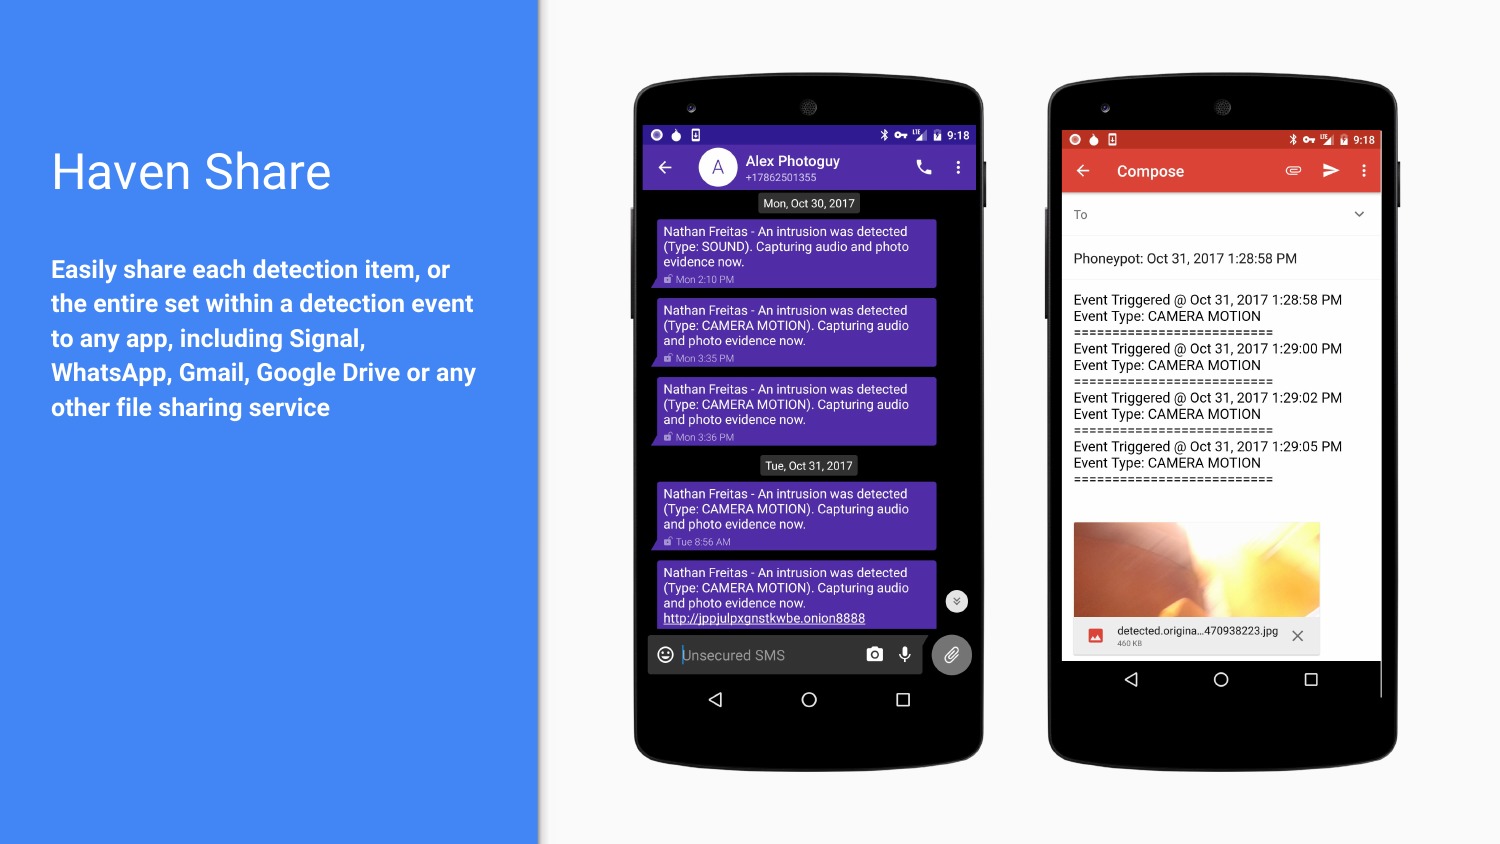 Haven Share
Easily share each detection item, or
the entire set within a detection event
to any app, including Signal,
WhatsApp, Gmail, Google Drive or any
other file sharing service
LTE 9:18
A
Alex Photoguy
+17862501355
Mon, Oct 30, 2017
Nathan Freitas - An intrusion was detected
(Type: SOUND). Capturing audio and photo
evidence now.
Mon 2:10 PM
Nathan Freitas - An intrusion was detected
(Type: CAMERA MOTION). Capturing audio
and photo evidence now.
Mon 3:35 PM
Nathan Freitas - An intrusion was detected
(Type: CAMERA MOTION). Capturing audio
and photo evidence now.
Mon 3:36 PM
Tue, Oct 31, 2017
Nathan Freitas - An intrusion was detected
(Type: CAMERA MOTION). Capturing audio
and photo evidence now.
Tue 8:56 AM
Nathan Freitas - An intrusion was detected
(Type: CAMERA MOTION). Capturing audio
and photo evidence now.
http://jppjulpxgnstkwbe.onion8888
Unsecured SMS
LTE 9:18
Compose
To
Phoneypot: Oct 31, 2017 1:28:58 PM
Event Triggered @ Oct 31, 2017 1:28:58 PM
Event Type: CAMERA MOTION
==========================
Event Triggered @ Oct 31, 2017 1:29:00 PM
Event Type: CAMERA MOTION
==========================
Event Triggered @ Oct 31, 2017 1:29:02 PM
Event Type: CAMERA MOTION
==========================
Event Triggered @ Oct 31, 2017 1:29:05 PM
Event Type: CAMERA MOTION
==========================
detected.origina...470938223.jpg
460 KB